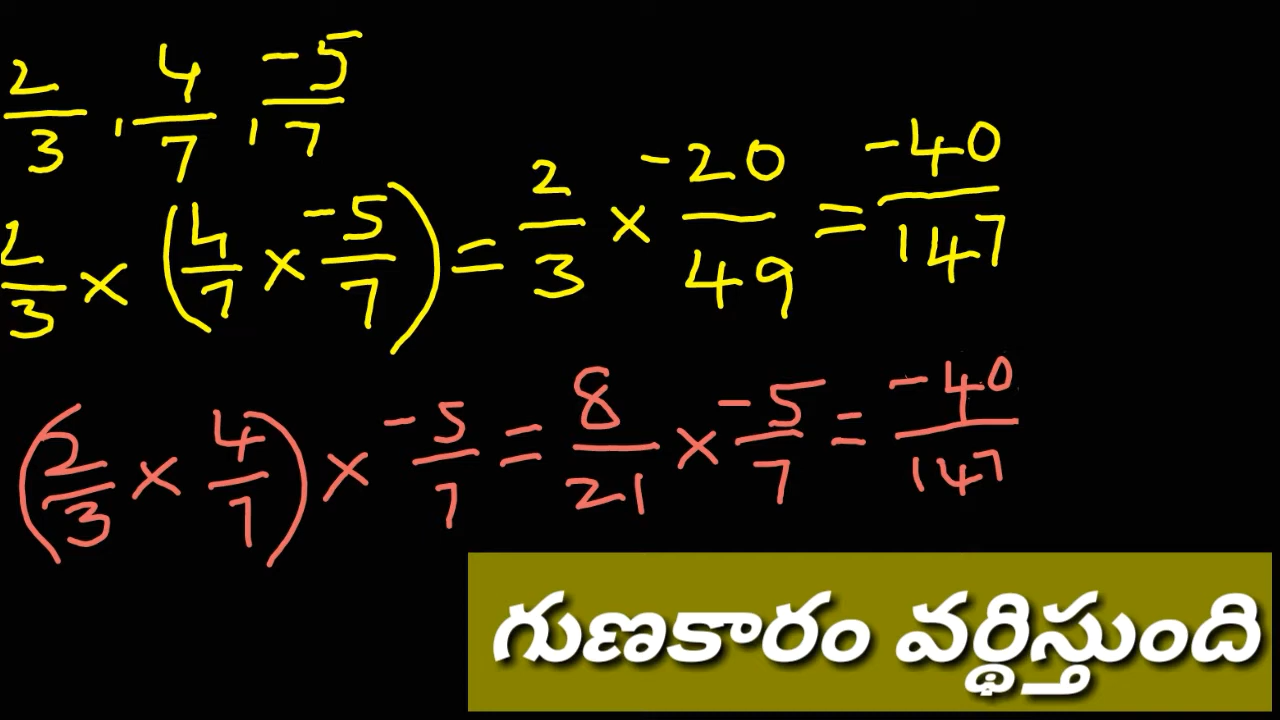 2/3 , 4/7 , -5/7
2/3 × (4/7 × -5/7) = 2/3 × -20/49 = -40/147
(2/3 × 4/7) × -5/7 = 8/21 × -5/7 = -40/147
గుణకారం వర్థిస్తుంది